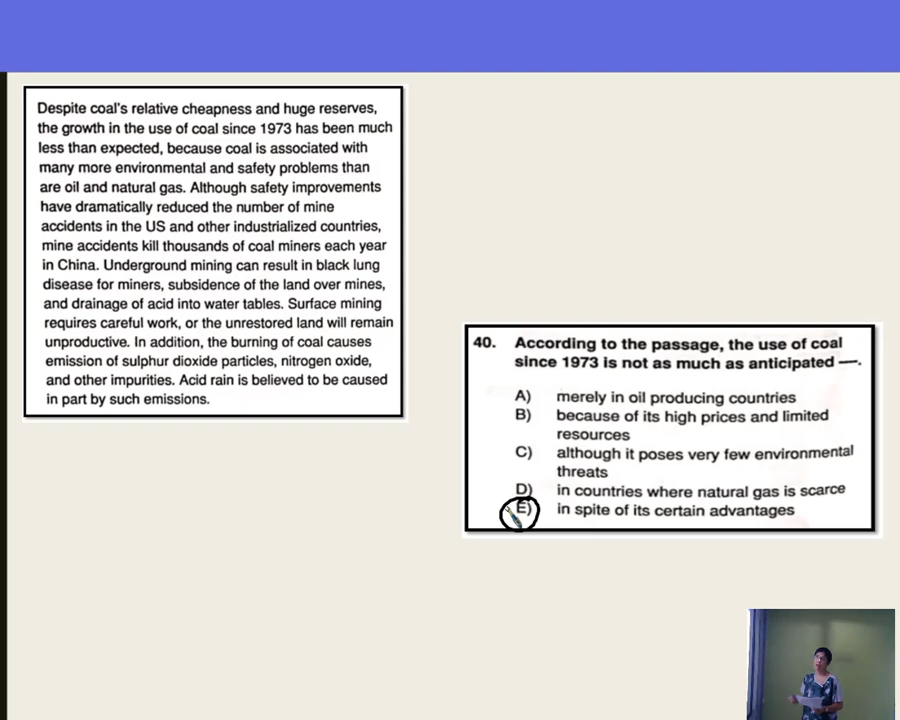 Despite coal's relative cheapness and huge reserves,
the growth in the use of coal since 1973 has been much
less than expected, because coal is associated with
many more environmental and safety problems than
are oil and natural gas. Although safety improvements
have dramatically reduced the number of mine
accidents in the US and other industrialized countries,
mine accidents kill thousands of coal miners each year
in China. Underground mining can result in black lung
disease for miners, subsidence of the land over mines,
and drainage of acid into water tables. Surface mining
requires careful work, or the unrestored land will remain
unproductive. In addition, the burning of coal causes
emission of sulphur dioxide particles, nitrogen oxide,
and other impurities. Acid rain is believed to be caused
in part by such emissions.
40. According to the passage, the use of coal
since 1973 is not as much as anticipated —.
A) merely in oil producing countries
B) because of its high prices and limited
resources
C) although it poses very few environmental
threats
D) in countries where natural gas is scarce
E) in spite of its certain advantages